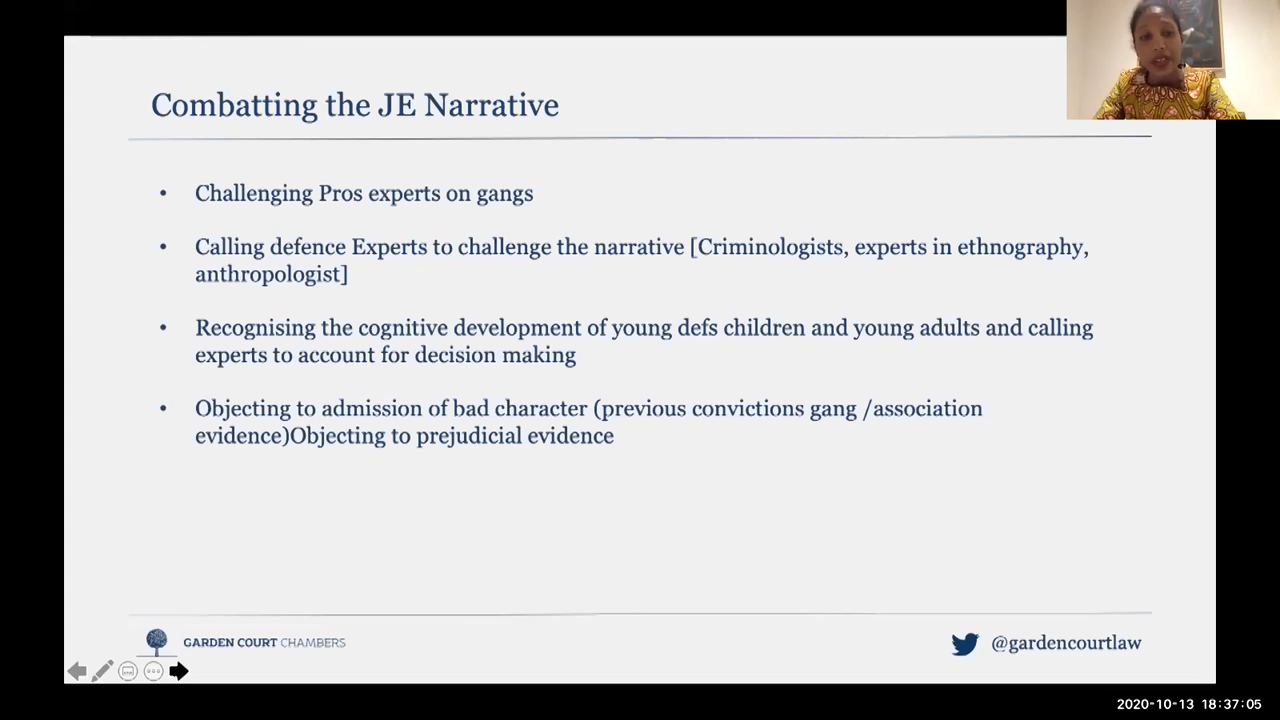 Combatting the JE Narrative
• Challenging Pros experts on gangs
• Calling defence Experts to challenge the narrative [Criminologists, experts in ethnography,
anthropologist]
• Recognising the cognitive development of young defs children and young adults and calling
experts to account for decision making
• Objecting to admission of bad character (previous convictions gang /association
evidence)Objecting to prejudicial evidence
GARDEN COURT CHAMBERS
@gardencourtlaw
2020-10-13 18:37:05